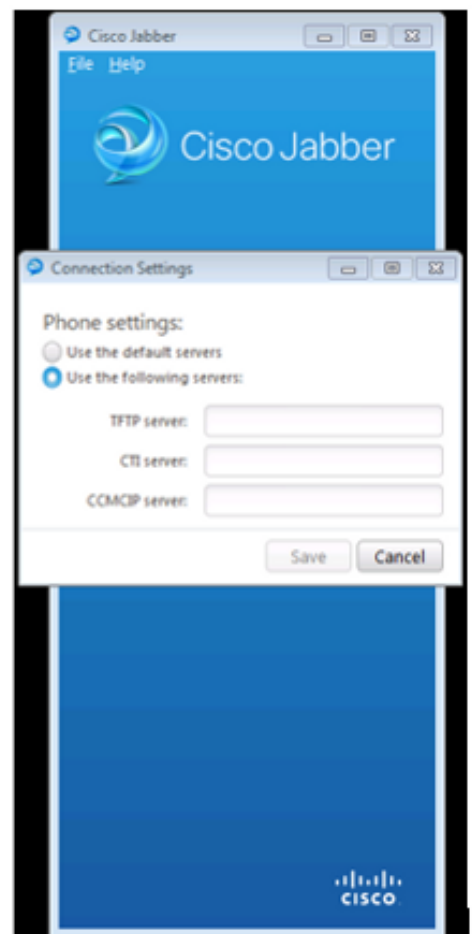 Cisco Jabber
File Help
Cisco Jabber
Connection Settings
Phone settings:
Use the default servers
Use the following servers:
TFTP server:
CTI server:
CCMCIP server:
Save Cancel
CISCO